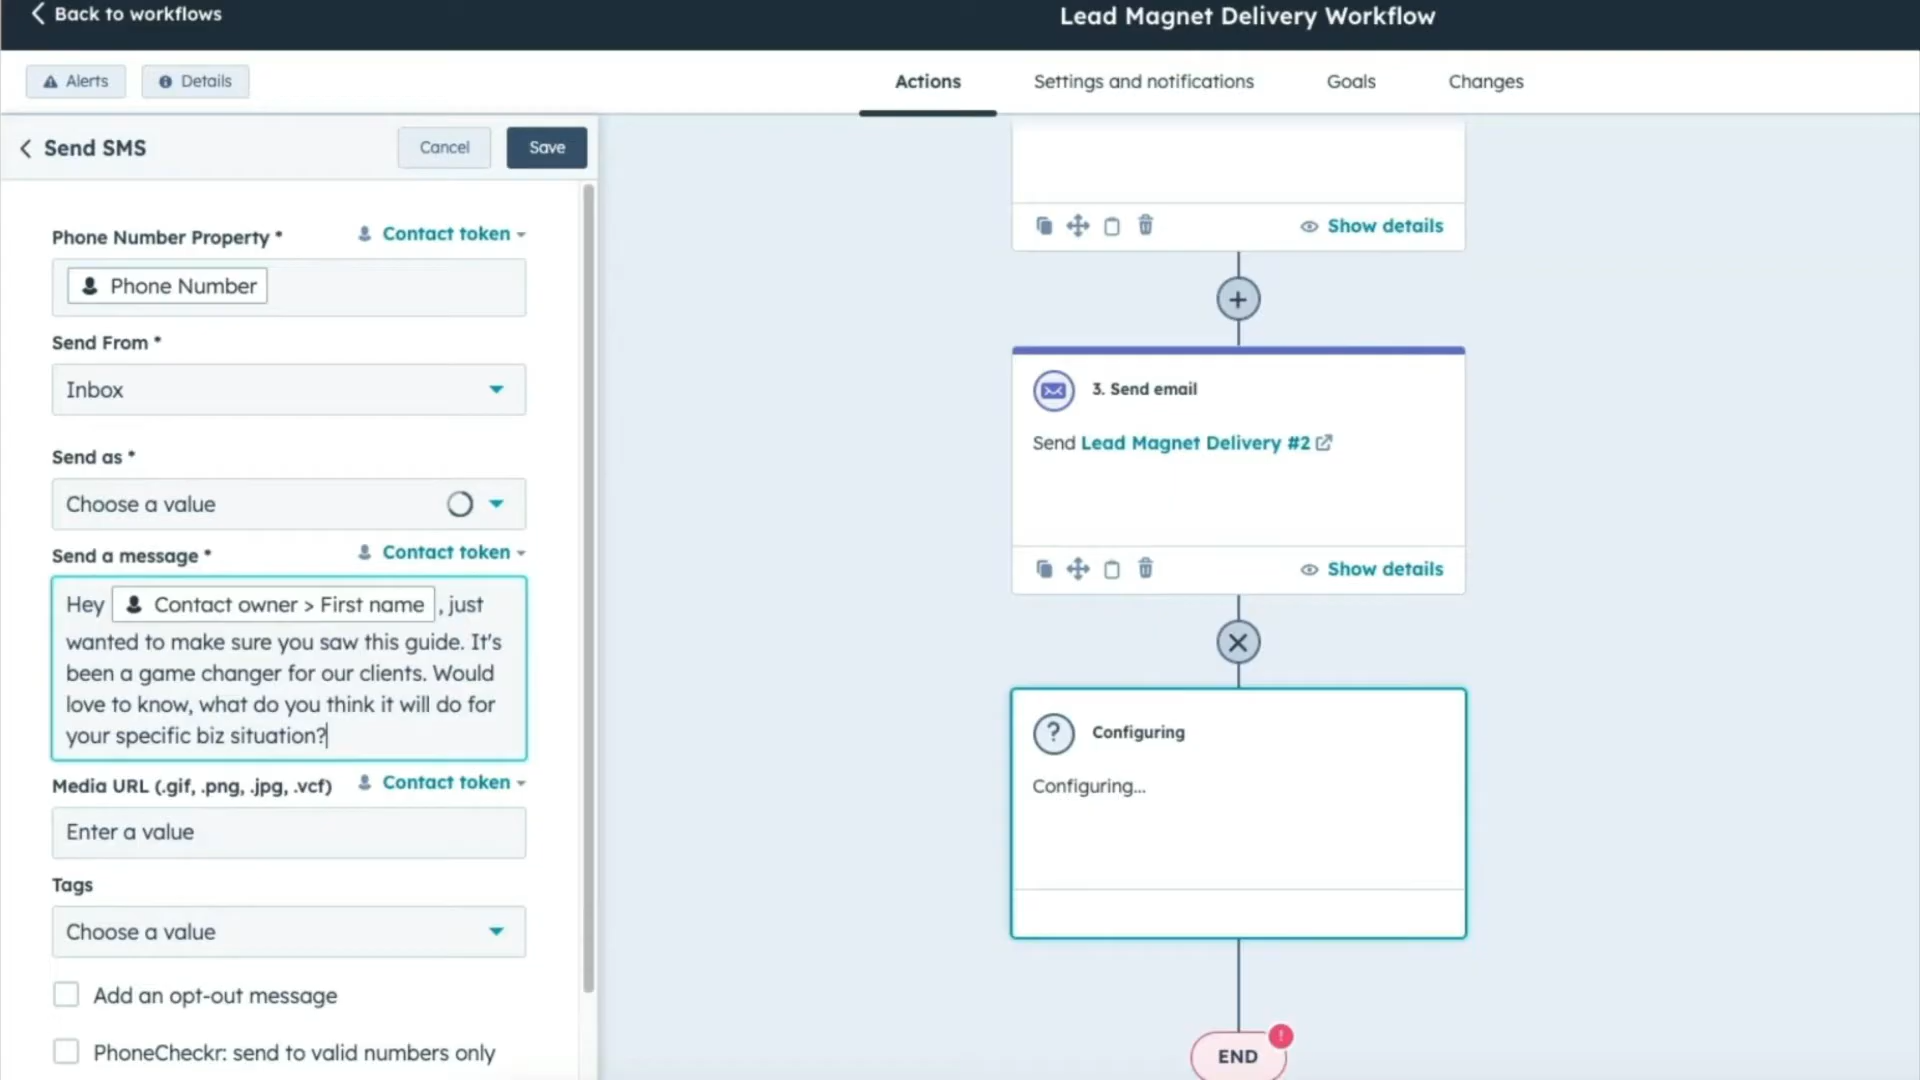 Back to workflows
Lead Magnet Delivery Workflow
Alerts
Details
Actions
Settings and notifications
Goals
Changes
Send SMS
Cancel
Save
Phone Number Property *
Contact token
Phone Number
Send From *
Inbox
Send as *
Choose a value
Send a message *
Contact token
Hey Contact owner > First name , just
wanted to make sure you saw this guide. It's
been a game changer for our clients. Would
love to know, what do you think it will do for
your specific biz situation?
Media URL (.gif, .png, .jpg, .vcf)
Contact token
Enter a value
Tags
Choose a value
Add an opt-out message
PhoneCheckr: send to valid numbers only
Show details
3. Send email
Send Lead Magnet Delivery #2
Show details
Configuring
Configuring...
END